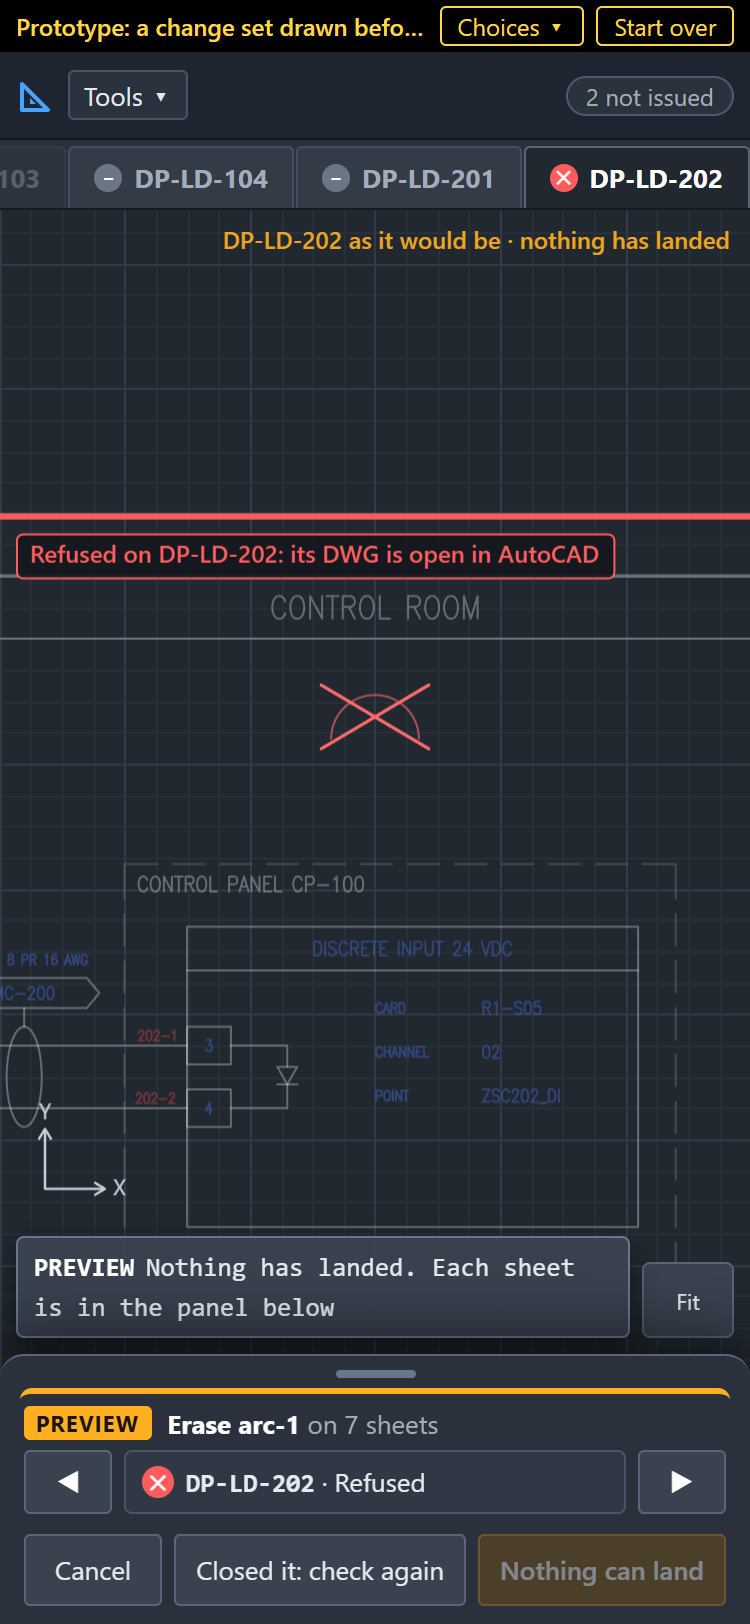 Prototype: a change set drawn befo...
Choices ▼
Start over
Tools ▼
2 not issued
103
DP-LD-104
DP-LD-201
DP-LD-202
DP-LD-202 as it would be · nothing has landed
Refused on DP-LD-202: its DWG is open in AutoCAD
CONTROL ROOM
CONTROL PANEL CP-100
8 PR 16 AWG
DISCRETE INPUT 24 VDC
C-200
CARD R1-S05
202-1
3
CHANNEL 02
202-2
4
POINT ZSC202_DI
Y
X
PREVIEW Nothing has landed. Each sheet
is in the panel below
Fit
PREVIEW Erase arc-1 on 7 sheets
◀
DP-LD-202 · Refused
▶
Cancel
Closed it: check again
Nothing can land